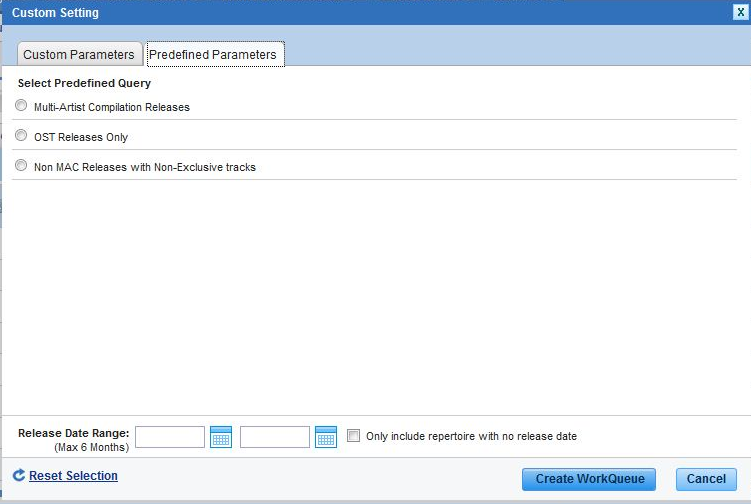 Custom Setting
X
Custom Parameters
Predefined Parameters
Select Predefined Query
Multi-Artist Compilation Releases
OST Releases Only
Non MAC Releases with Non-Exclusive tracks
Release Date Range:
(Max 6 Months)
Only include repertoire with no release date
Reset Selection
Create WorkQueue
Cancel